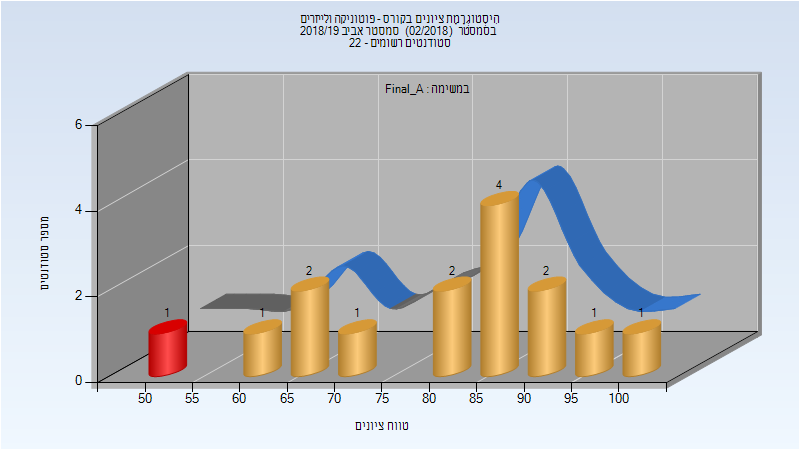 היסטוגרמת ציונים בקורס - פוטוניקה ולייזרים
בסמסטר (02/2018) סמסטר אביב 2018/19
סטודנטים רשומים - 22
במשימה : Final_A
מספר סטודנטים
6
4
2
0
1
1
2
1
2
4
2
1
1
50 55 60 65 70 75 80 85 90 95 100
טווח ציונים